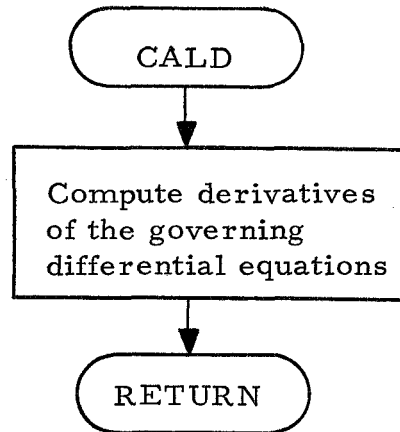 CALD
Compute derivatives
of the governing
differential equations
RETURN